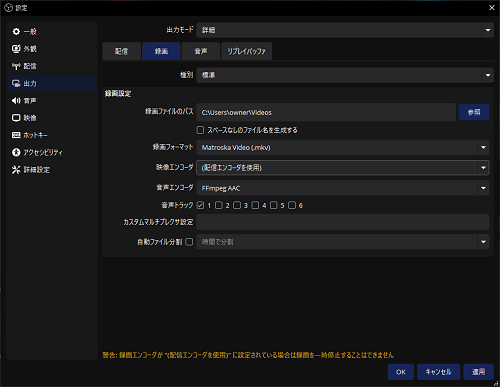 設定
一般
外観
配信
出力
音声
映像
ホットキー
アクセシビリティ
詳細設定
出力モード 詳細
配信 録画 音声 リプレイバッファ
種別 標準
録画設定
録画ファイルのパス C:\Users\owner\Videos 参照
スペースなしのファイル名を生成する
録画フォーマット Matroska Video (.mkv)
映像エンコーダ (配信エンコーダを使用)
音声エンコーダ FFmpeg AAC
音声トラック 1 2 3 4 5 6
カスタムマルチプレクサ設定
自動ファイル分割 時間で分割
警告: 録画エンコーダが "(配信エンコーダを使用)" に設定されている場合は録画を一時停止することはできません
OK キャンセル 適用